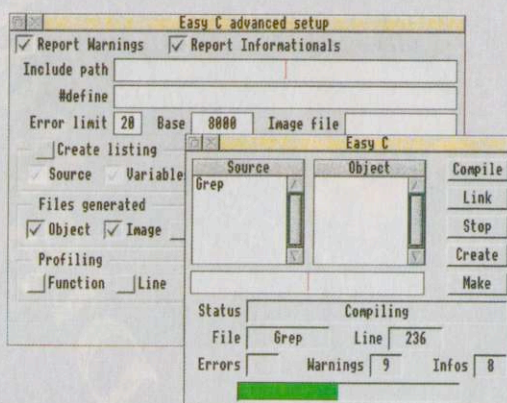 Easy C advanced setup
Report Warnings Report Informationals
Include path
#define
Error limit 20 Base 8000 Image file
Create listing
Source Variable
Files generated
Object Image
Profiling
Function Line
Easy C
Source Object
Grep
Compile
Link
Stop
Create
Make
Status Compiling
File Grep Line 236
Errors Warnings 9 Infos 8